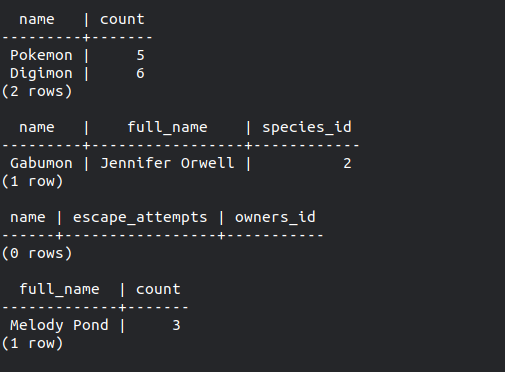 name   | count
---------+-------
 Pokemon |     5
 Digimon |     6
(2 rows)

  name   |    full_name    | species_id
---------+-----------------+------------
 Gabumon | Jennifer Orwell |          2
(1 row)

 name | escape_attempts | owners_id
------+-----------------+-----------
(0 rows)

  full_name  | count
-------------+-------
 Melody Pond |     3
(1 row)